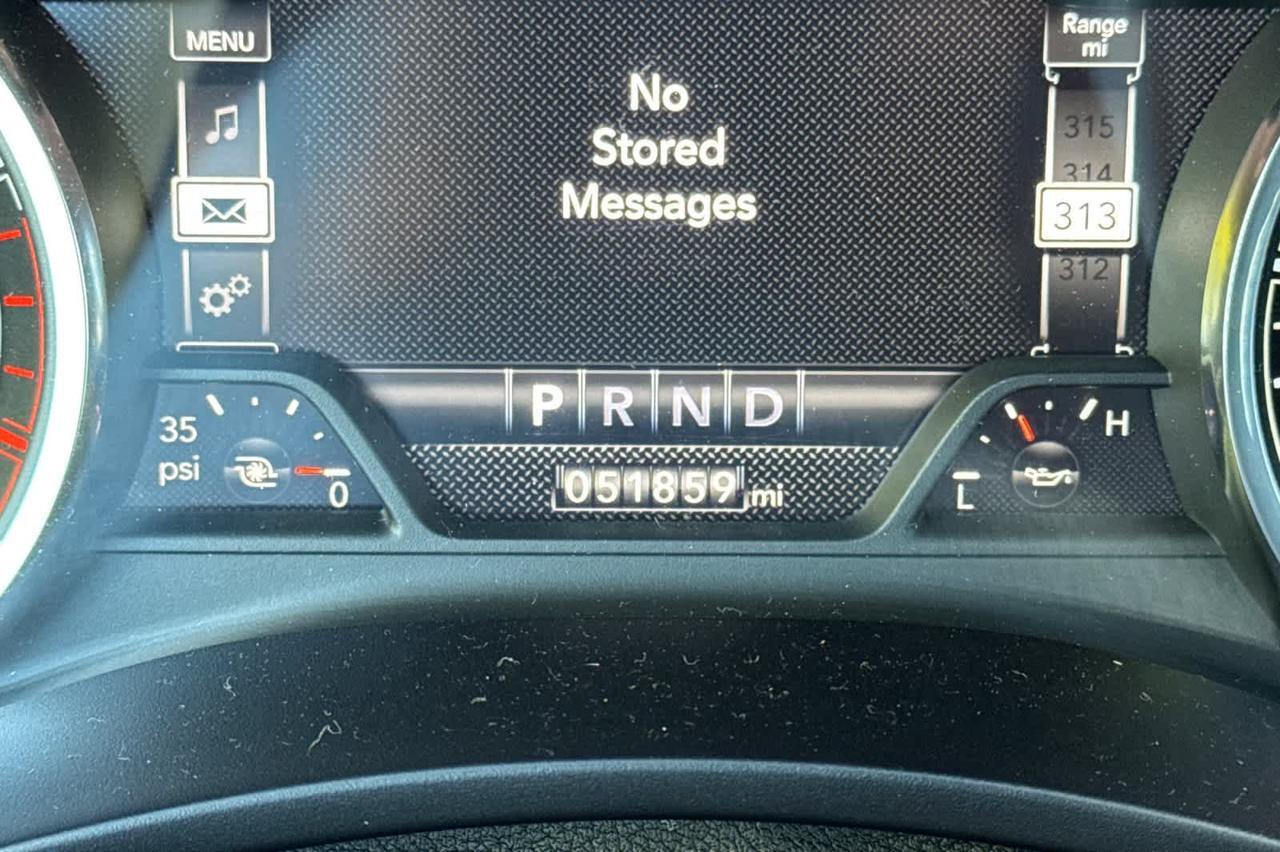 MENU
Range
mi
No
Stored
Messages
315
314
313
312
P R N D
35
psi
0
051859 mi
H
L